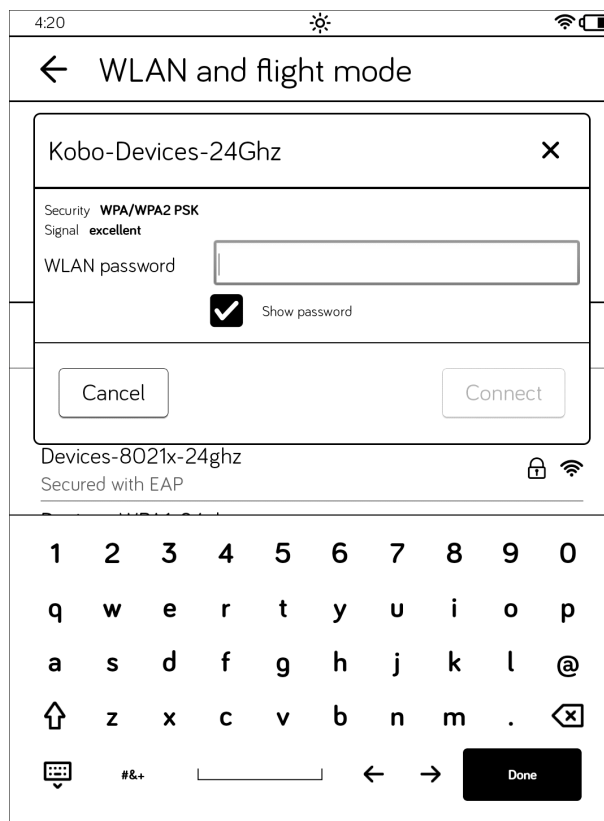 4:20
WLAN and flight mode
Kobo-Devices-24Ghz
Security WPA/WPA2 PSK
Signal excellent
WLAN password
Show password
Cancel Connect
Devices-8021x-24ghz
Secured with EAP
1 2 3 4 5 6 7 8 9 0
q w e r t y u i o p
a s d f g h j k l @
z x c v b n m .
#&+ Done